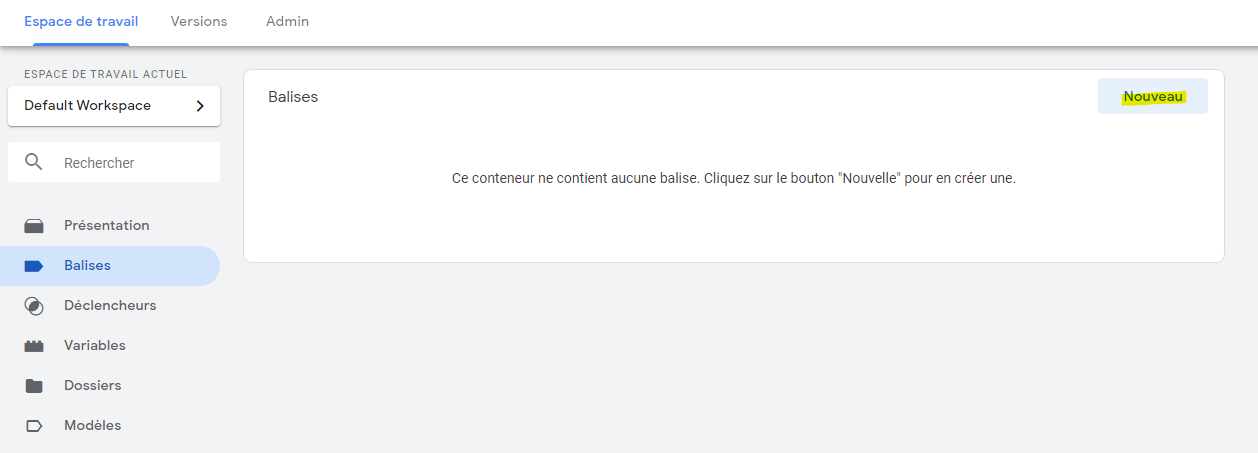 Espace de travail Versions Admin
ESPACE DE TRAVAIL ACTUEL
Default Workspace
Rechercher
Présentation
Balises
Déclencheurs
Variables
Dossiers
Modèles
Balises Nouveau
Ce conteneur ne contient aucune balise. Cliquez sur le bouton "Nouvelle" pour en créer une.